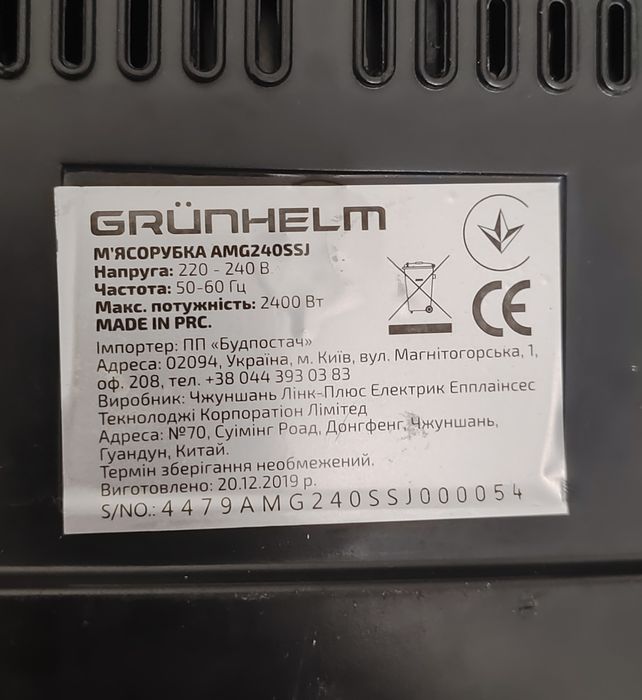 GRÜNHELM
М'ЯСОРУБКА AMG240SSJ
Напруга: 220 - 240 В
Частота: 50-60 Гц
Макс. потужність: 2400 Вт
MADE IN PRC.
CE
Імпортер: ПП «Будпостач»
Адреса: 02094, Україна, м. Київ, вул. Магнітогорська, 1,
оф. 208, тел. +38 044 393 03 83
Виробник: Чжуншань Лінк-Плюс Електрик Епплаінсес
Текнолоджі Корпоратіон Лімітед
Адреса: №70, Суімінг Роад, Донгфенг, Чжуншань,
Гуандун, Китай.
Термін зберігання необмежений.
Виготовлено: 20.12.2019 р.
S/NO.: 4479AMG240SSJ000054